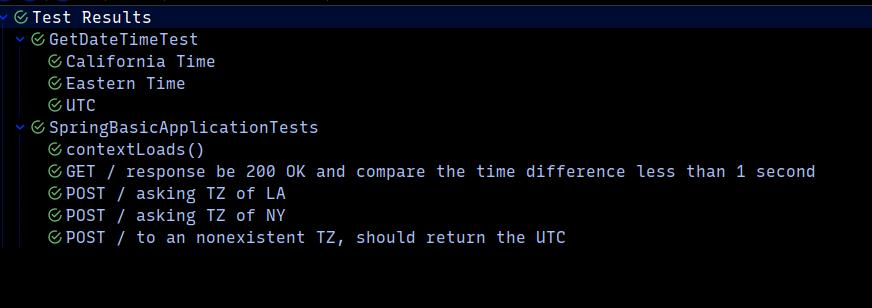 Test Results
GetDateTimeTest
California Time
Eastern Time
UTC
SpringBasicApplicationTests
contextLoads()
GET / response be 200 OK and compare the time difference less than 1 second
POST / asking TZ of LA
POST / asking TZ of NY
POST / to an nonexistent TZ, should return the UTC